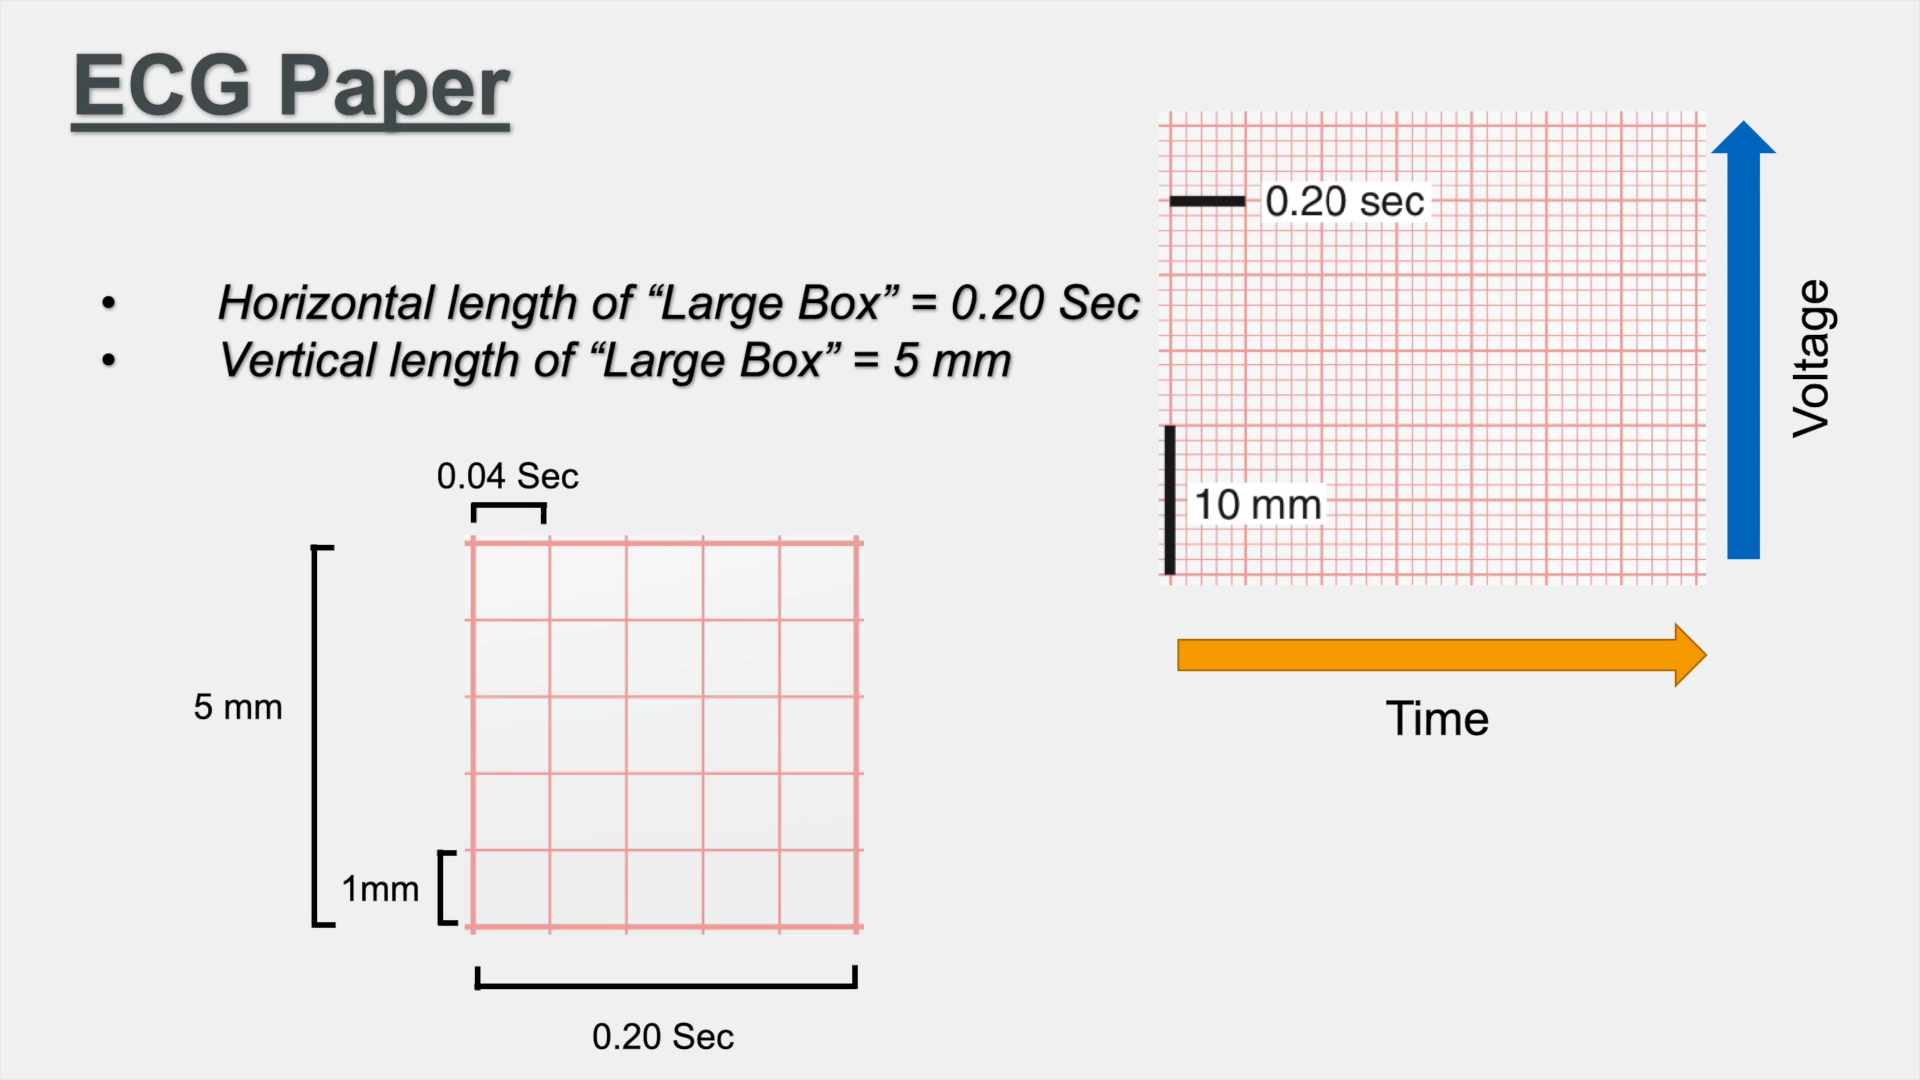 ECG Paper
• Horizontal length of “Large Box” = 0.20 Sec
• Vertical length of “Large Box” = 5 mm
0.04 Sec
5 mm
1mm
0.20 Sec
0.20 sec
10 mm
Voltage
Time